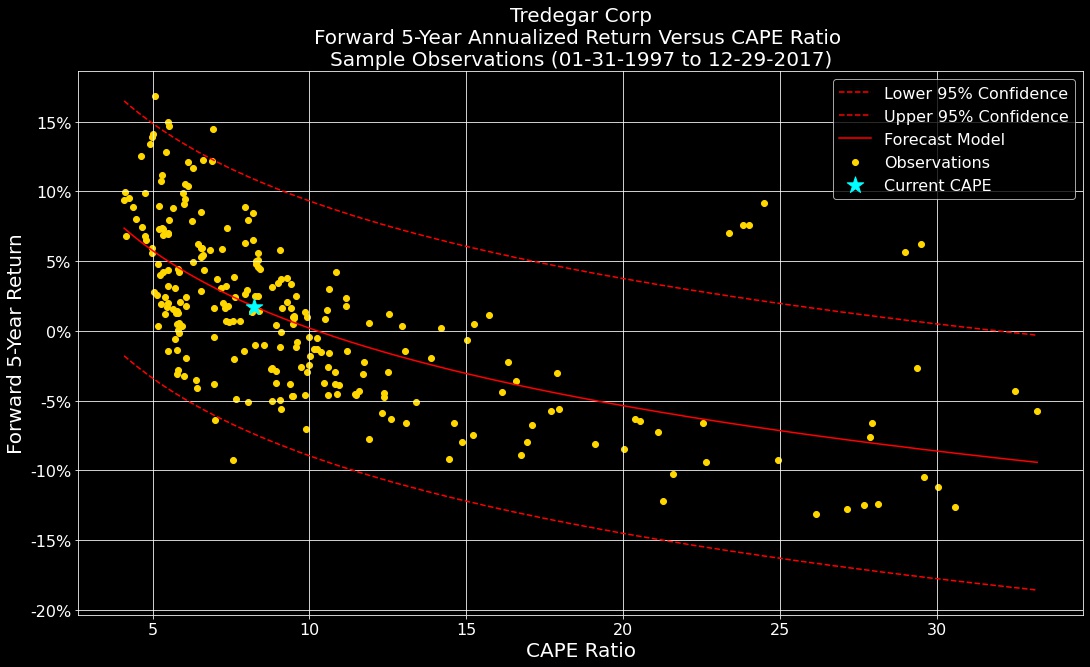 Tredegar Corp
Forward 5-Year Annualized Return Versus CAPE Ratio
Sample Observations (01-31-1997 to 12-29-2017)
Lower 95% Confidence
Upper 95% Confidence
Forecast Model
Observations
Current CAPE
Forward 5-Year Return
15%
10%
5%
0%
-5%
-10%
-15%
-20%
5
10
15
20
25
30
CAPE Ratio